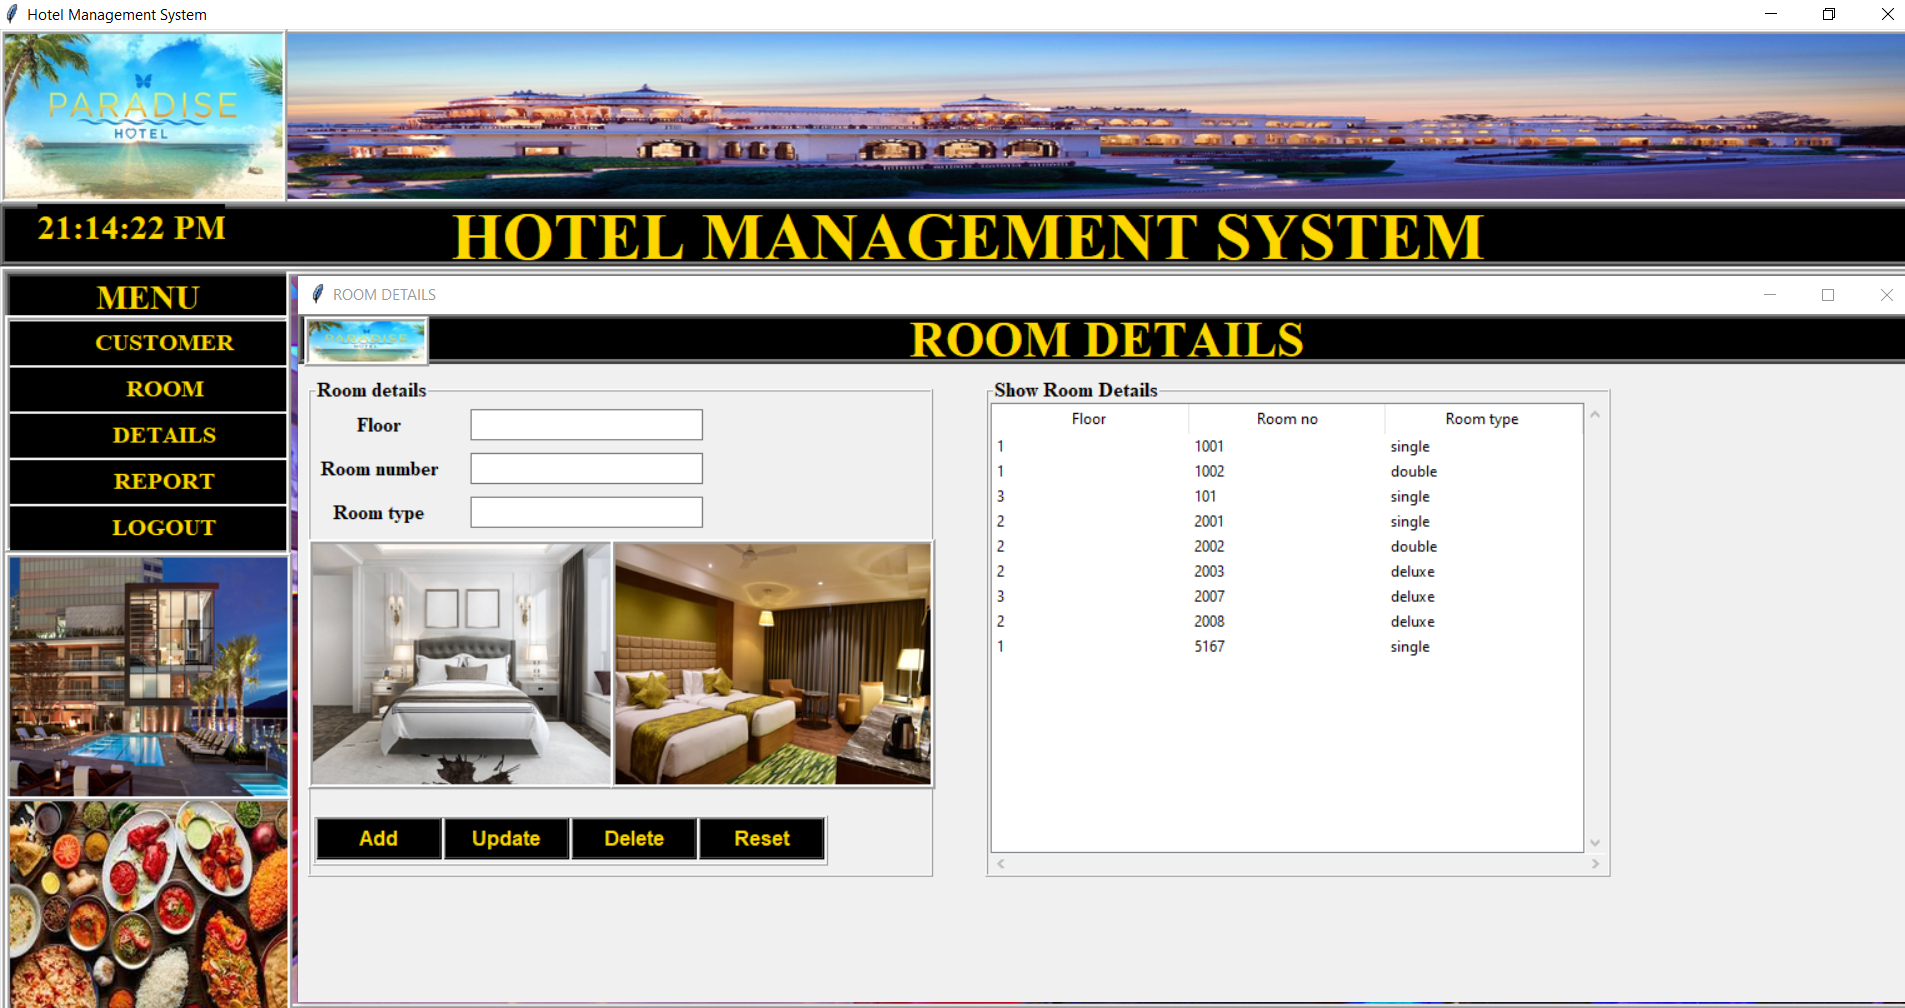 Hotel Management System
PARADISE
HOTEL
21:14:22 PM
HOTEL MANAGEMENT SYSTEM
MENU
CUSTOMER
ROOM
DETAILS
REPORT
LOGOUT
ROOM DETAILS
PARADISE
HOTEL
ROOM DETAILS
Room details
Floor
Room number
Room type
Add Update Delete Reset
Show Room Details
Floor Room no Room type
1 1001 single
1 1002 double
3 101 single
2 2001 single
2 2002 double
2 2003 deluxe
3 2007 deluxe
2 2008 deluxe
1 5167 single